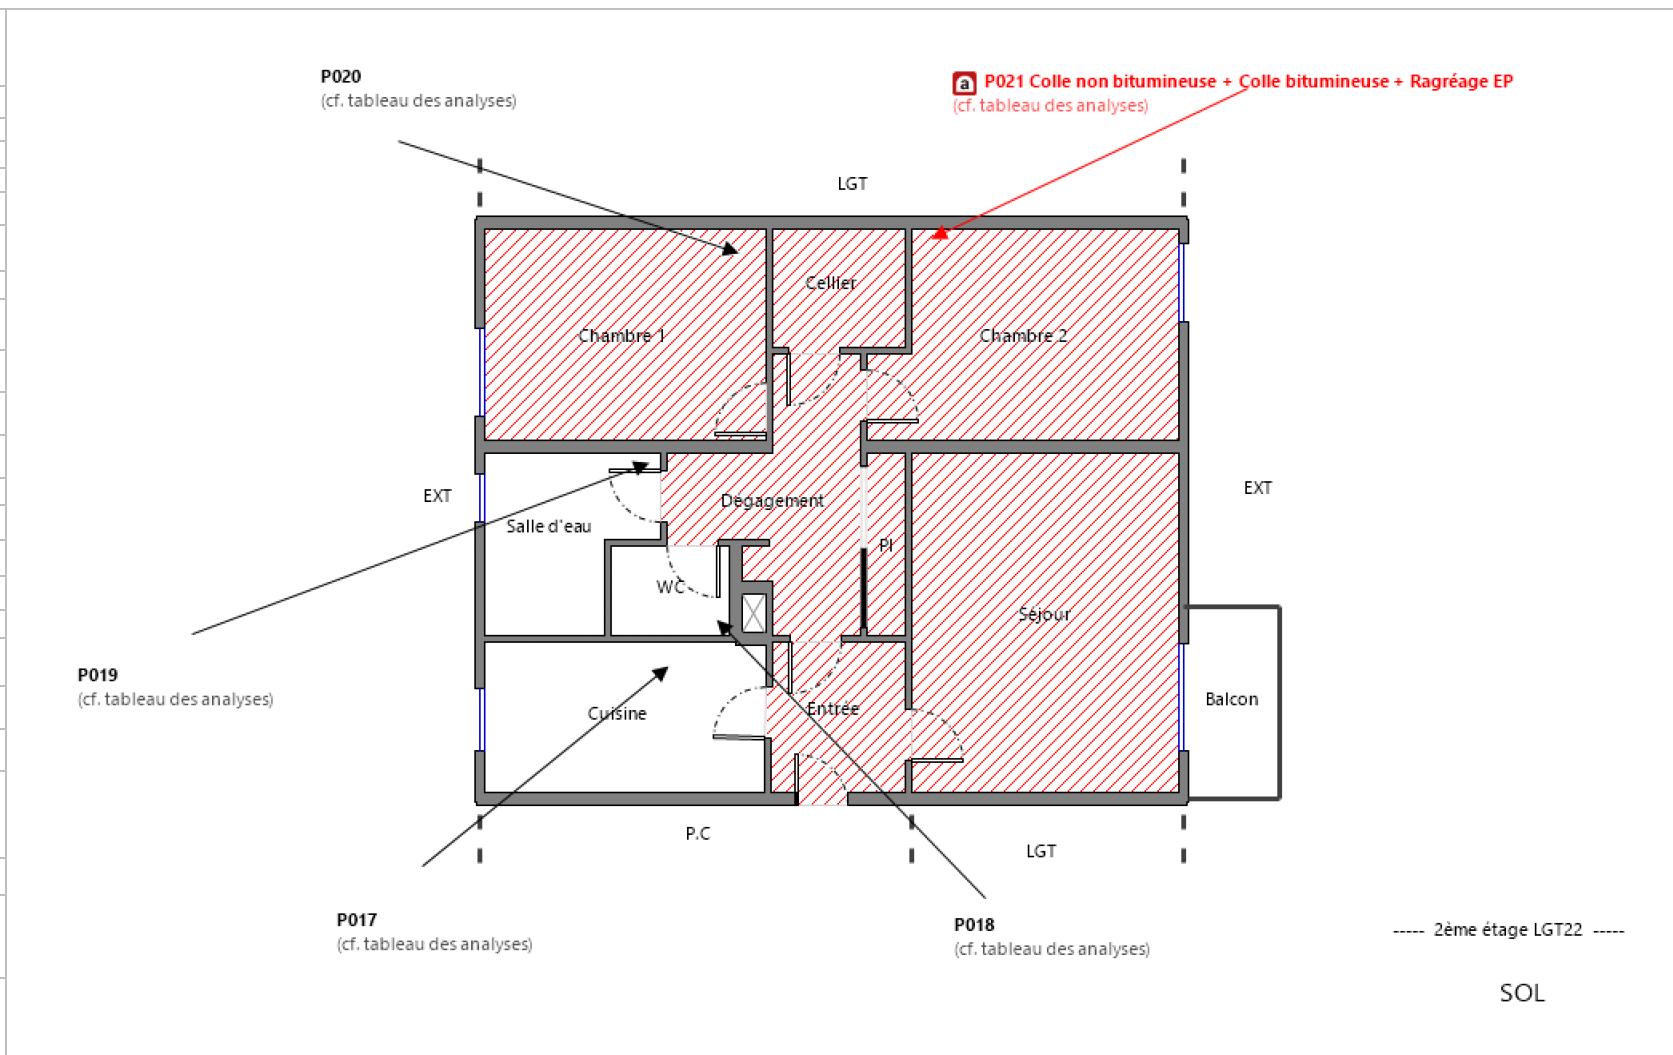 P020
(cf. tableau des analyses)
a P021 Colle non bitumineuse + Colle bitumineuse + Ragréage EP
(cf. tableau des analyses)
LGT
Cellier
Chambre 1
Chambre 2
EXT
EXT
Dégagement
Salle d'eau
Pl
WC
Séjour
P019
(cf. tableau des analyses)
Balcon
Entrée
Cuisine
P.C
LGT
P017
(cf. tableau des analyses)
P018
(cf. tableau des analyses)
----- 2ème étage LGT22 -----
SOL